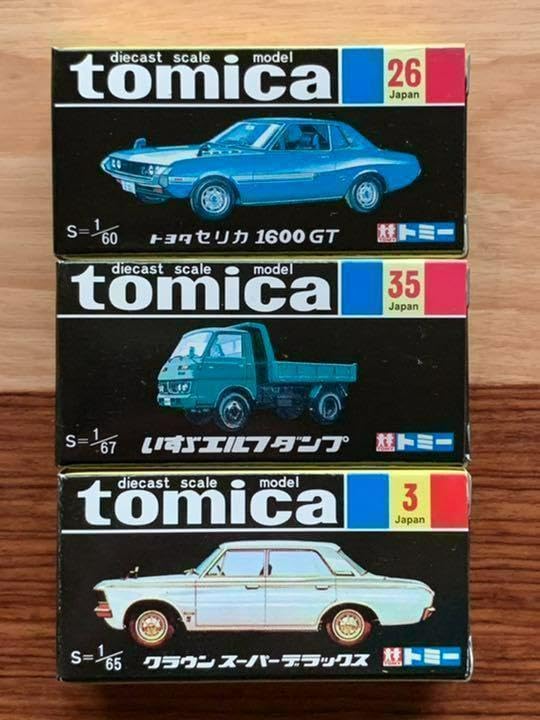 diecast scale model
tomica
26
Japan
S=1/60
トヨタ セリカ 1600 GT
TOMY トミー
diecast scale model
tomica
35
Japan
S=1/67
いすゞエルフダンプ
TOMY トミー
diecast scale model
tomica
3
Japan
S=1/65
クラウン スーパーデラックス
TOMY トミー